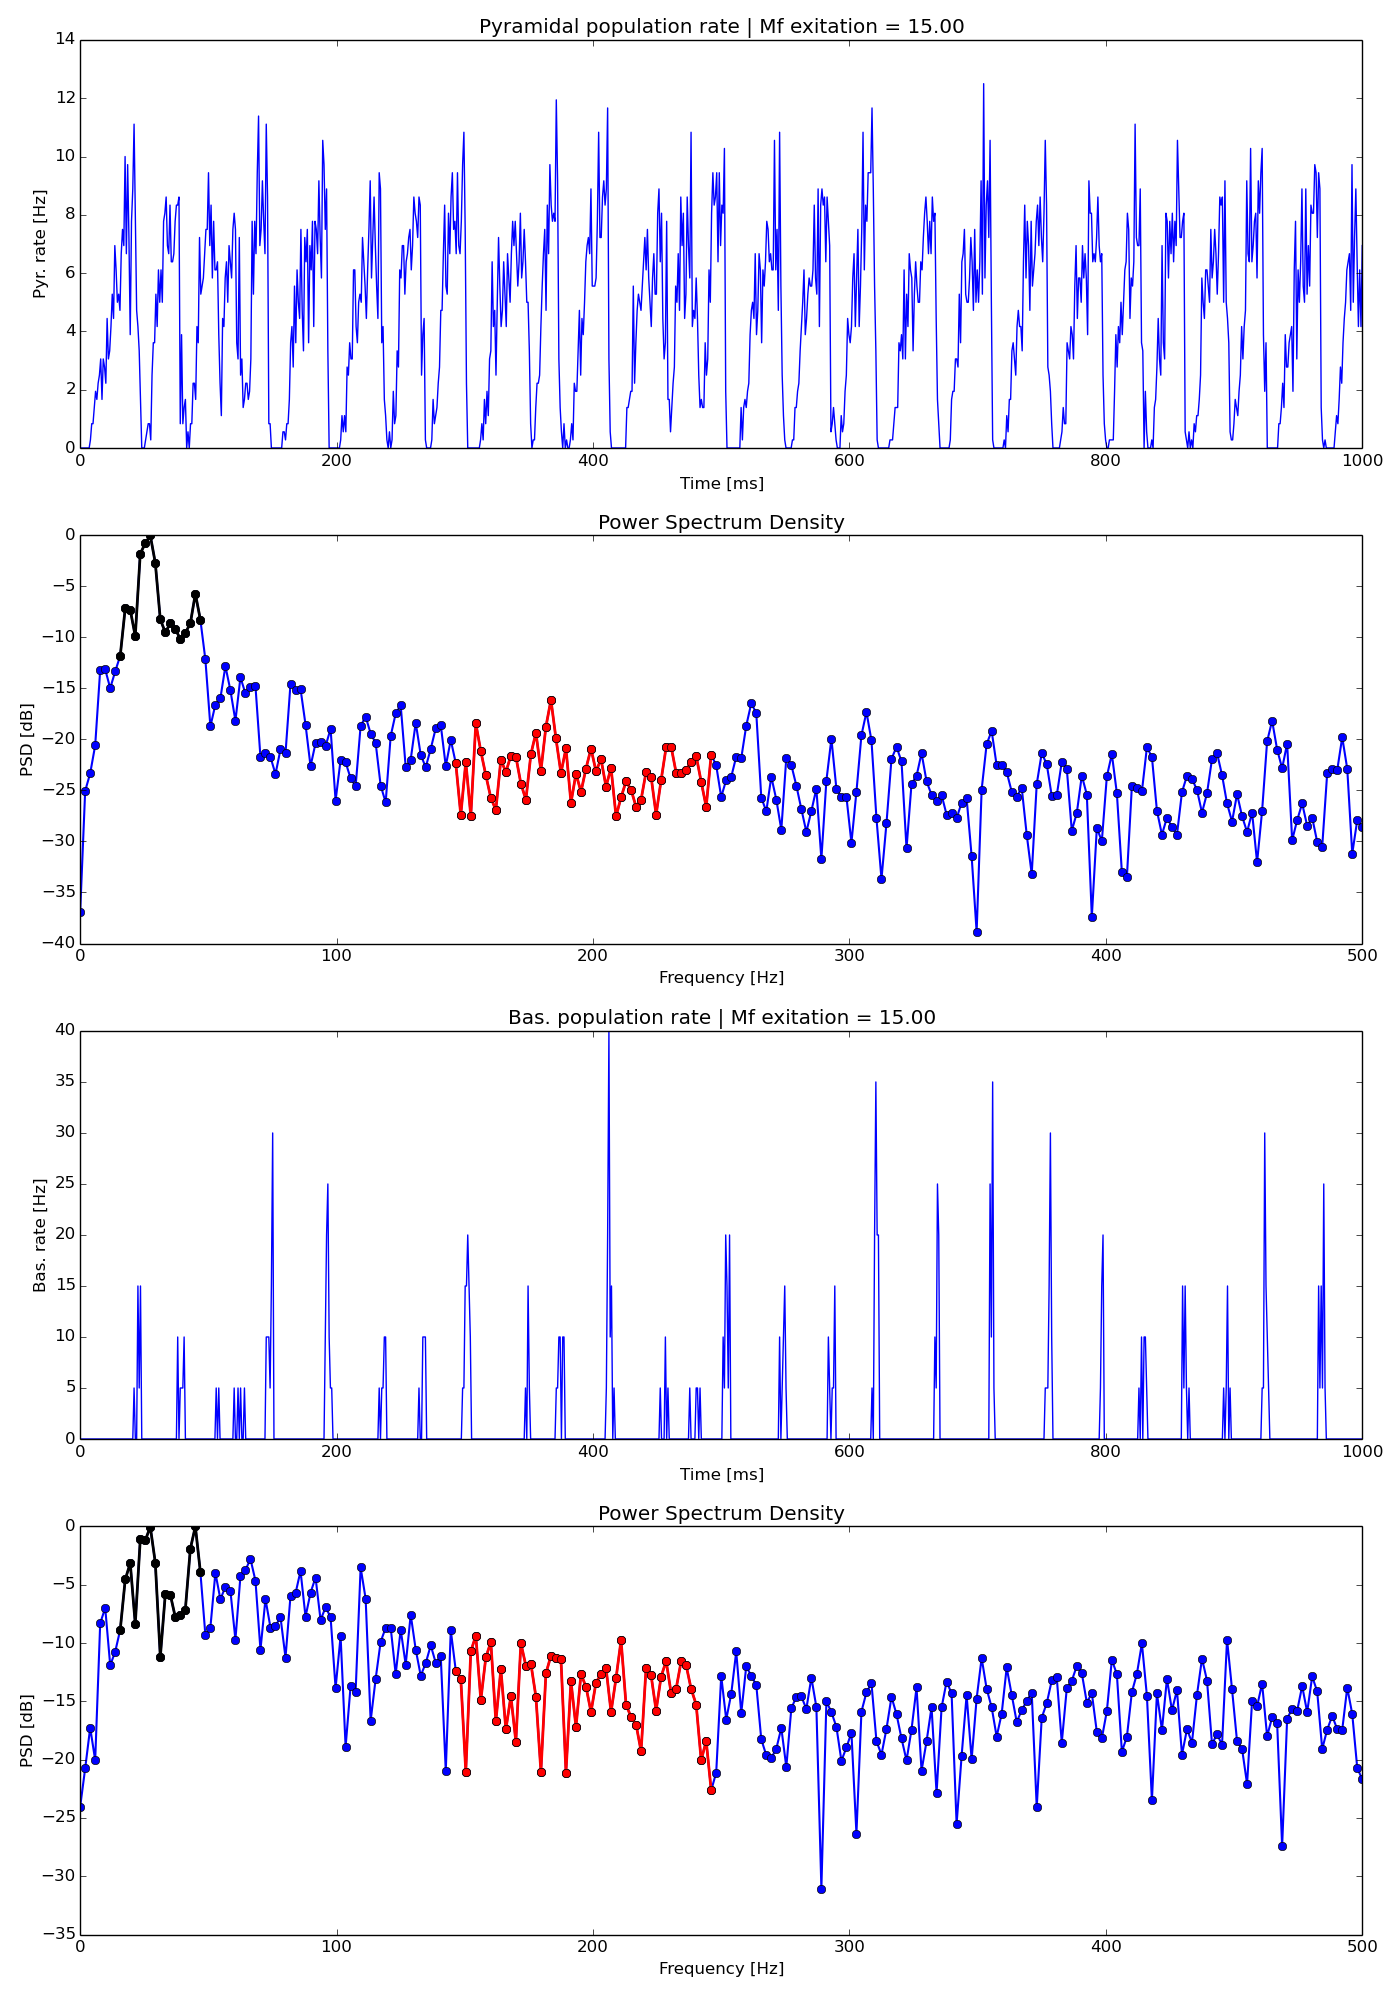 Pyramidal population rate | Mf exitation = 15.00
14
12
10
8
6
4
2
0
Pyr. rate [Hz]
0 200 400 600 800 1000
Time [ms]
Power Spectrum Density
0
−5
−10
−15
−20
−25
−30
−35
−40
PSD [dB]
0 100 200 300 400 500
Frequency [Hz]
Bas. population rate | Mf exitation = 15.00
40
35
30
25
20
15
10
5
0
Bas. rate [Hz]
0 200 400 600 800 1000
Time [ms]
Power Spectrum Density
0
−5
−10
−15
−20
−25
−30
−35
PSD [dB]
0 100 200 300 400 500
Frequency [Hz]